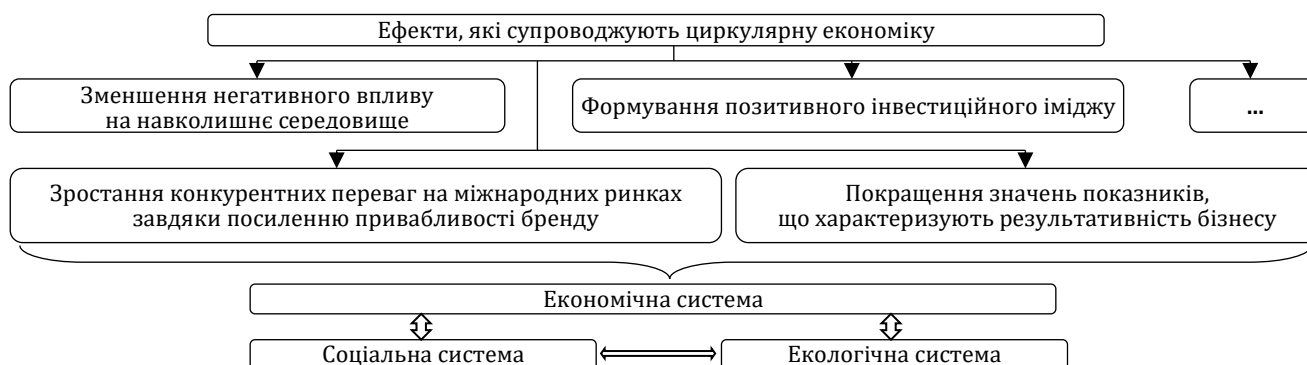 Ефекти, які супроводжують циркулярну економіку
Зменшення негативного впливу
на навколишнє середовище
Формування позитивного інвестиційного іміджу
...
Зростання конкурентних переваг на міжнародних ринках
завдяки посиленню привабливості бренду
Покращення значень показників,
що характеризують результативність бізнесу
Економічна система
Соціальна система
Екологічна система